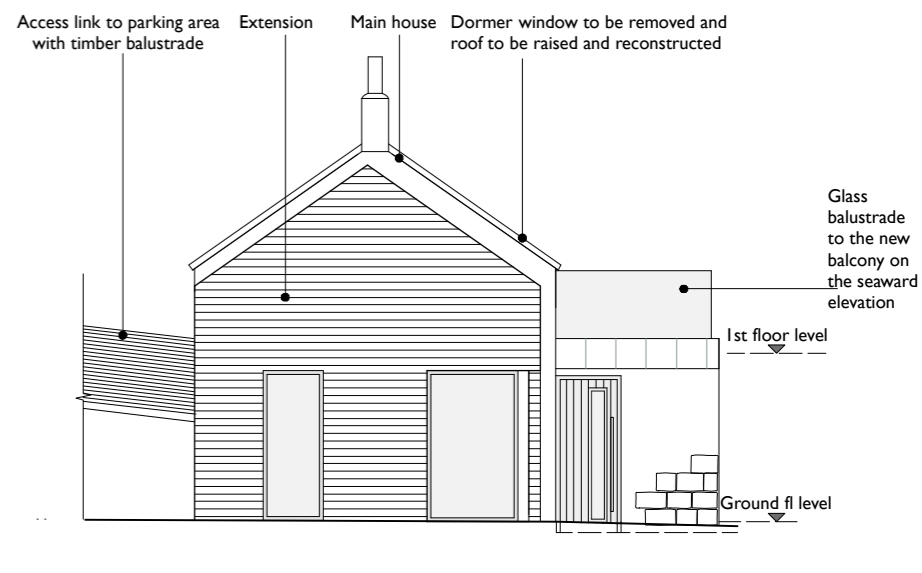 Access link to parking area
with timber balustrade
Extension
Main house
Dormer window to be removed and
roof to be raised and reconstructed
Glass
balustrade
to the new
balcony on
the seaward
elevation
1st floor level
Ground fl level